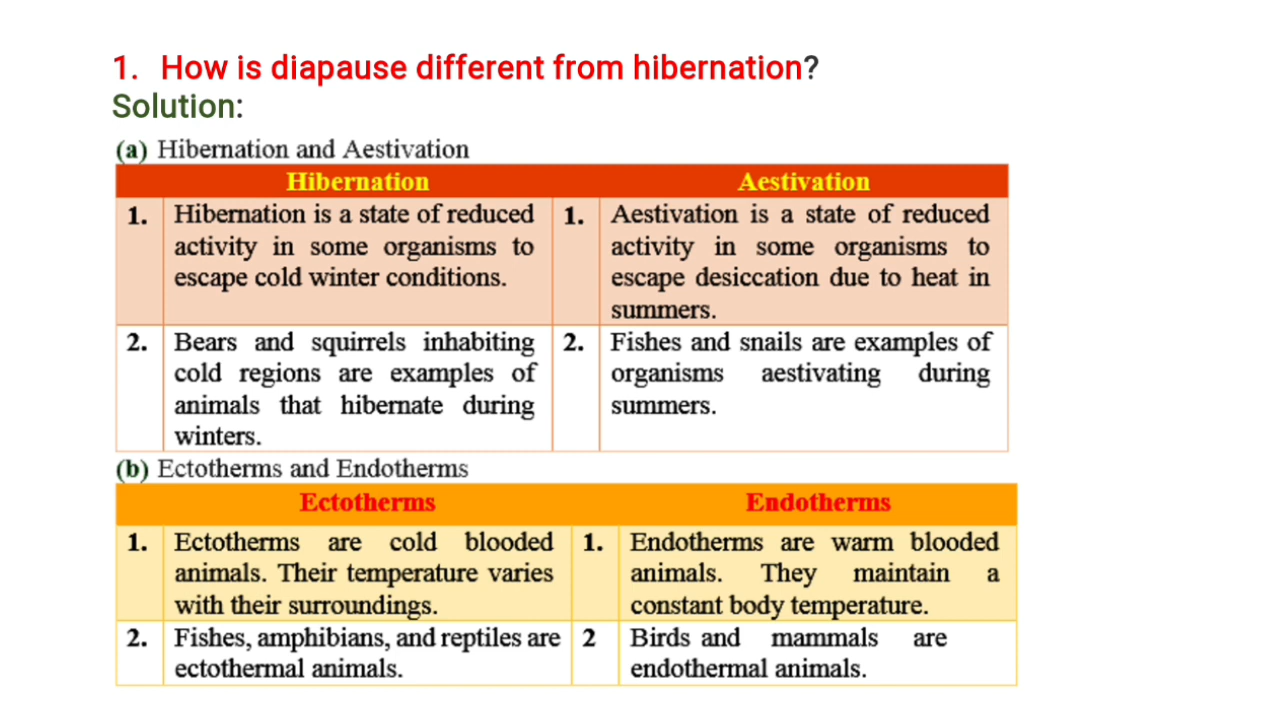 1. How is diapause different from hibernation?
Solution:
(a) Hibernation and Aestivation
Hibernation Aestivation
1. Hibernation is a state of reduced
activity in some organisms to
escape cold winter conditions.
1. Aestivation is a state of reduced
activity in some organisms to
escape desiccation due to heat in
summers.
2. Bears and squirrels inhabiting
cold regions are examples of
animals that hibernate during
winters.
2. Fishes and snails are examples of
organisms aestivating during
summers.
(b) Ectotherms and Endotherms
Ectotherms Endotherms
1. Ectotherms are cold blooded
animals. Their temperature varies
with their surroundings.
1. Endotherms are warm blooded
animals. They maintain a
constant body temperature.
2. Fishes, amphibians, and reptiles are
ectothermal animals.
2 Birds and mammals are
endothermal animals.